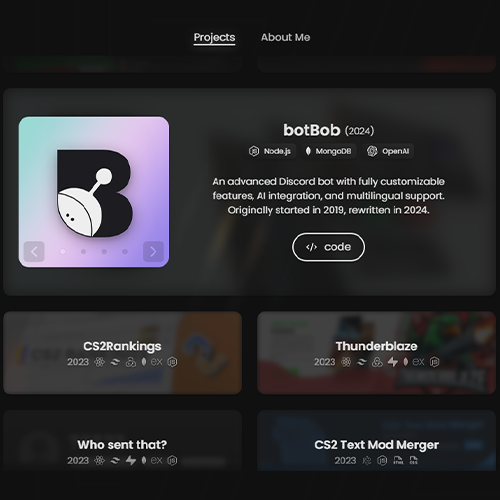 Projects About Me
botBob (2024)
Node.js MongoDB OpenAI
An advanced Discord bot with fully customizable
features, AI integration, and multilingual support.
Originally started in 2019, rewritten in 2024.
</> code
CS2Rankings
2023 ex
Thunderblaze
2023 ex
Who sent that?
2023 ex
CS2 Text Mod Merger
2023